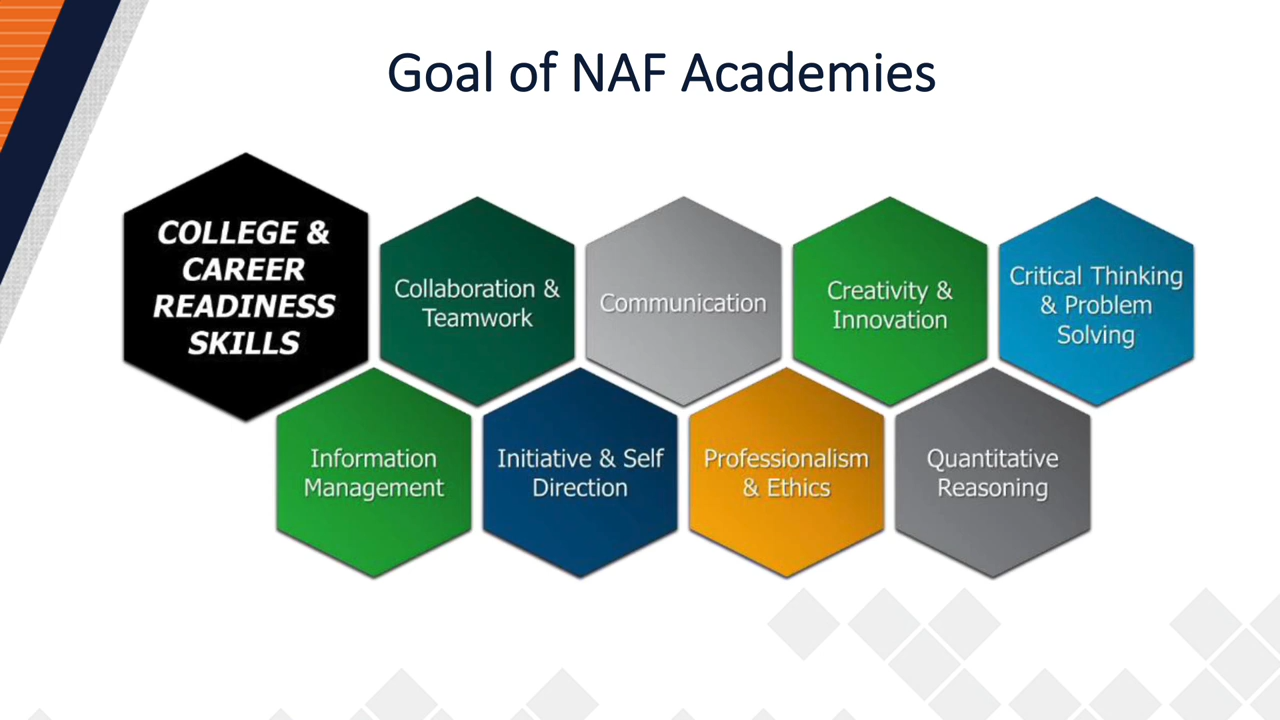 Goal of NAF Academies
COLLEGE &
CAREER
READINESS
SKILLS
Collaboration &
Teamwork
Communication
Creativity &
Innovation
Critical Thinking
& Problem
Solving
Information
Management
Initiative & Self
Direction
Professionalism
& Ethics
Quantitative
Reasoning